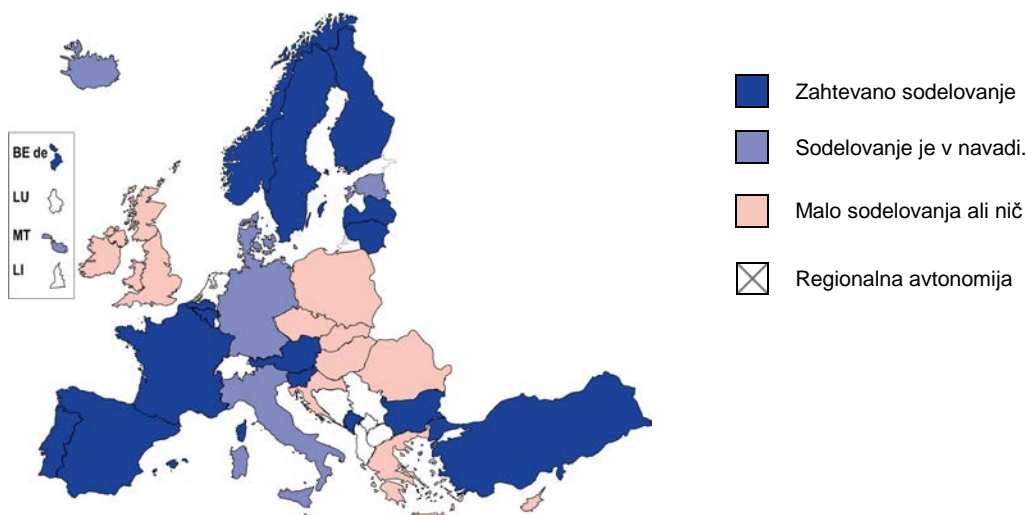 BE de
LU
MT
LI
Zahtevano sodelovanje
Sodelovanje je v navadi.
Malo sodelovanja ali nič
Regionalna avtonomija